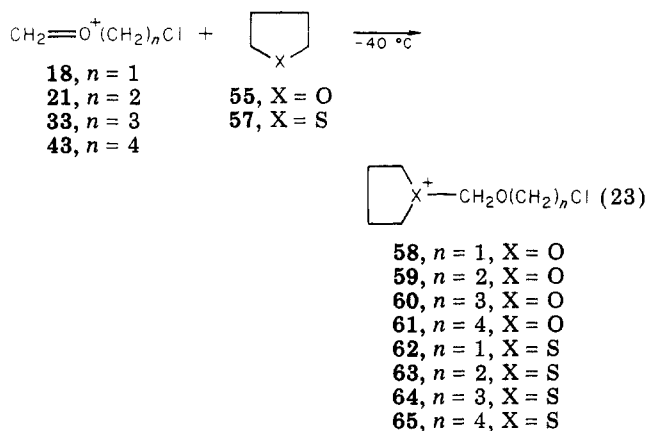 CH₂=O⁺(CH₂)ₙCl + X -40 °C
18, n = 1
21, n = 2
33, n = 3
43, n = 4
55, X = O
57, X = S
X⁺—CH₂O(CH₂)ₙCl (23)
58, n = 1, X = O
59, n = 2, X = O
60, n = 3, X = O
61, n = 4, X = O
62, n = 1, X = S
63, n = 2, X = S
64, n = 3, X = S
65, n = 4, X = S